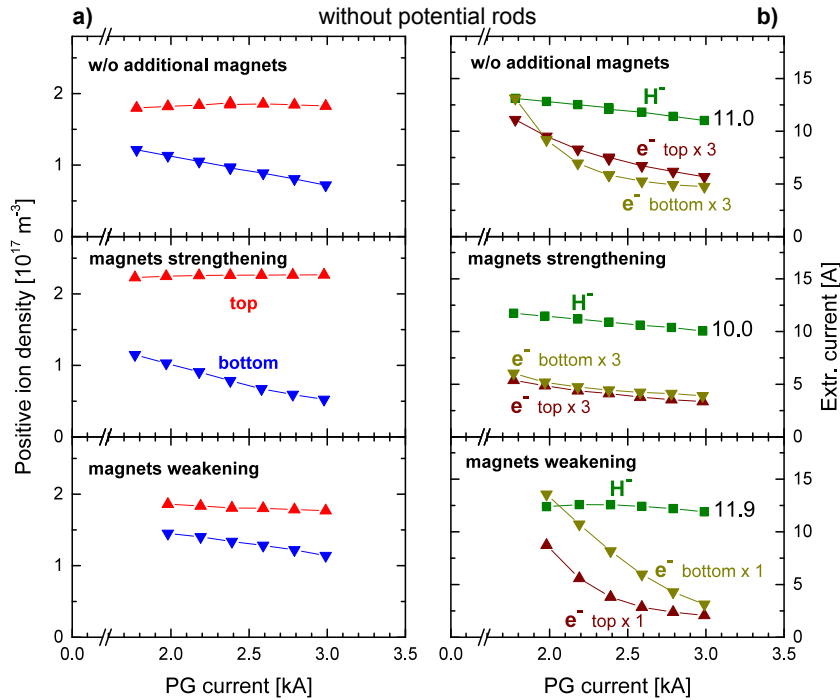 a) without potential rods b)
w/o additional magnets
2
1
0
magnets strengthening
top
bottom
2
1
0
magnets weakening
2
1
0
0.0 2.0 2.5 3.0 3.5
PG current [kA]
Positive ion density [10^17 m^-3]
w/o additional magnets
H^-
11.0
e^- top x 3
e^- bottom x 3
15
10
5
0
magnets strengthening
H^-
10.0
e^- bottom x 3
e^- top x 3
15
10
5
0
magnets weakening
H^-
11.9
e^- bottom x 1
e^- top x 1
15
10
5
0
0.0 2.0 2.5 3.0 3.5
PG current [kA]
Extr. current [A]